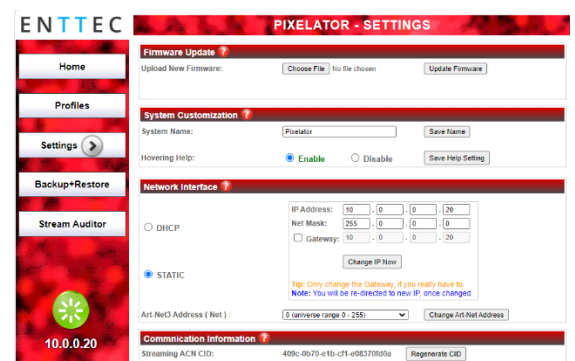 ENTTEC
PIXELATOR - SETTINGS
Home
Profiles
Settings
Backup+Restore
Stream Auditor
10.0.0.20
Firmware Update ?
Upload New Firmware: Choose File No file chosen Update Firmware
System Customization ?
System Name: Pixelator Save Name
Hovering Help: Enable Disable Save Help Setting
Network Interface ?
DHCP
STATIC
IP Address: 10 . 0 . 0 . 20
Net Mask: 255 . 0 . 0 . 0
Gateway: 10 . 0 . 0 . 20
Change IP Now
Tip: Only change the Gateway, if you really have to.
Note: You will be re-directed to new IP, once changed.
Art-Net3 Address ( Net ) : 0 (universe range 0 - 255) Change Art-Net Address
Commnication Information ?
Streaming ACN CID: 409c-0b70-e1b-cf1-e08370fd0a Regenerate CID